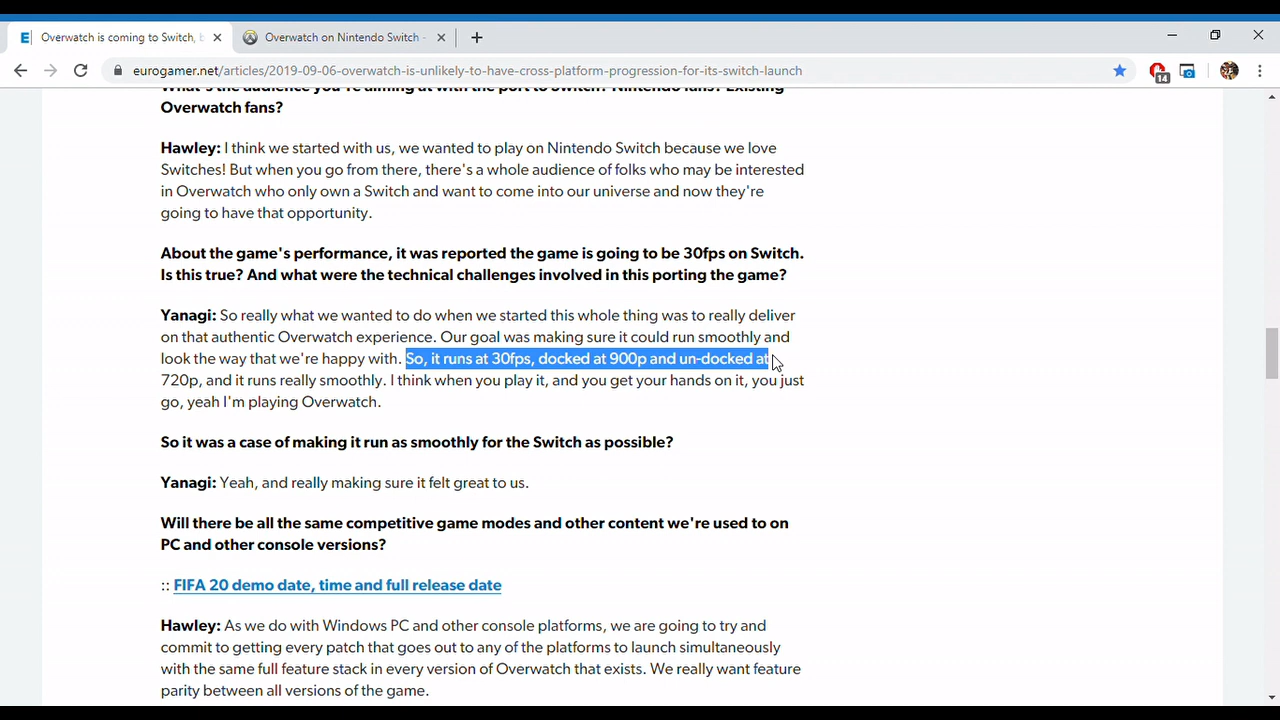 Overwatch is coming to Switch, b
Overwatch on Nintendo Switch -
eurogamer.net/articles/2019-09-06-overwatch-is-unlikely-to-have-cross-platform-progression-for-its-switch-launch
14
What's the audience you're aiming at with the port to Switch? Nintendo fans? Existing
Overwatch fans?
Hawley: I think we started with us, we wanted to play on Nintendo Switch because we love
Switches! But when you go from there, there's a whole audience of folks who may be interested
in Overwatch who only own a Switch and want to come into our universe and now they're
going to have that opportunity.
About the game's performance, it was reported the game is going to be 30fps on Switch.
Is this true? And what were the technical challenges involved in this porting the game?
Yanagi: So really what we wanted to do when we started this whole thing was to really deliver
on that authentic Overwatch experience. Our goal was making sure it could run smoothly and
look the way that we're happy with. So, it runs at 30fps, docked at 900p and un-docked at
720p, and it runs really smoothly. I think when you play it, and you get your hands on it, you just
go, yeah I'm playing Overwatch.
So it was a case of making it run as smoothly for the Switch as possible?
Yanagi: Yeah, and really making sure it felt great to us.
Will there be all the same competitive game modes and other content we're used to on
PC and other console versions?
:: FIFA 20 demo date, time and full release date
Hawley: As we do with Windows PC and other console platforms, we are going to try and
commit to getting every patch that goes out to any of the platforms to launch simultaneously
with the same full feature stack in every version of Overwatch that exists. We really want feature
parity between all versions of the game.